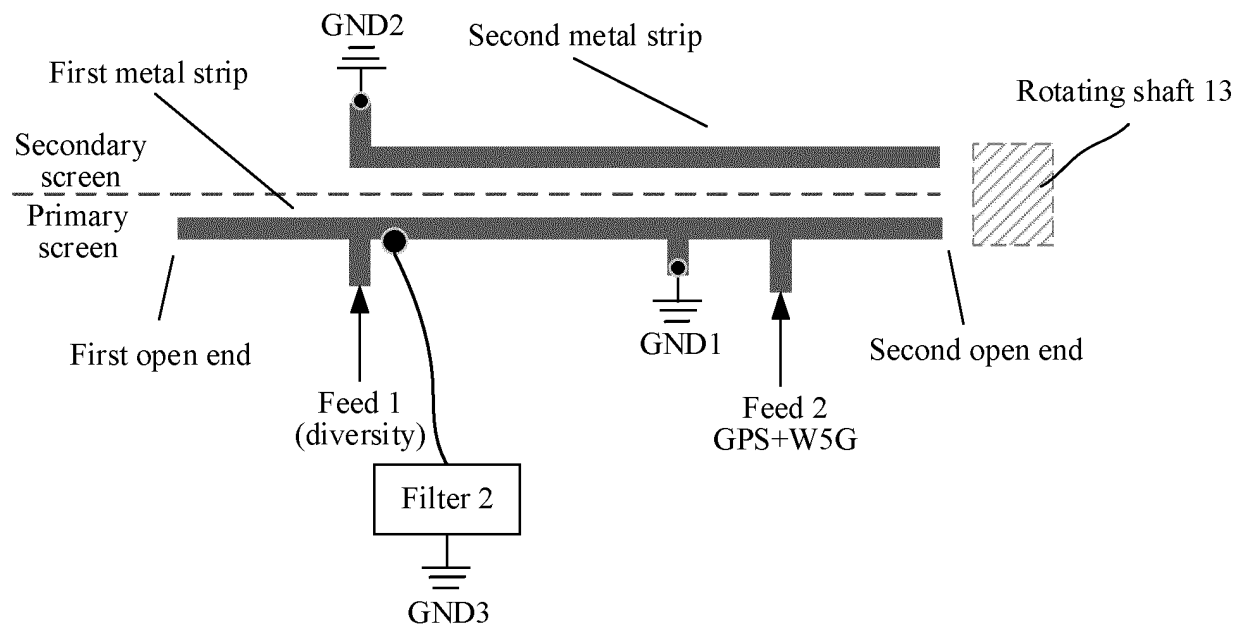 GND2
Second metal strip
First metal strip
Rotating shaft 13
Secondary
screen
Primary
screen
GND1
First open end
Second open end
Feed 1
(diversity)
Feed 2
GPS+W5G
Filter 2
GND3